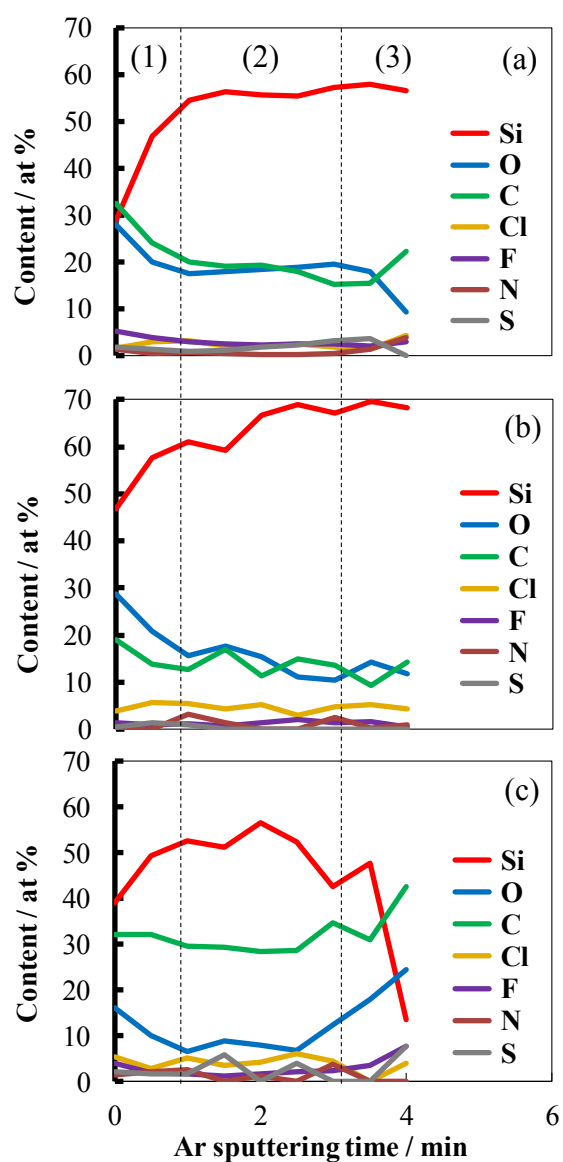 70
(1) (2) (3)
(a)
60
50
40
30
20
10
0
Content / at %
Si
O
C
Cl
F
N
S
70
(b)
60
50
40
30
20
10
0
Content / at %
Si
O
C
Cl
F
N
S
70
(c)
60
50
40
30
20
10
0
Content / at %
Si
O
C
Cl
F
N
S
0 2 4 6
Ar sputtering time / min